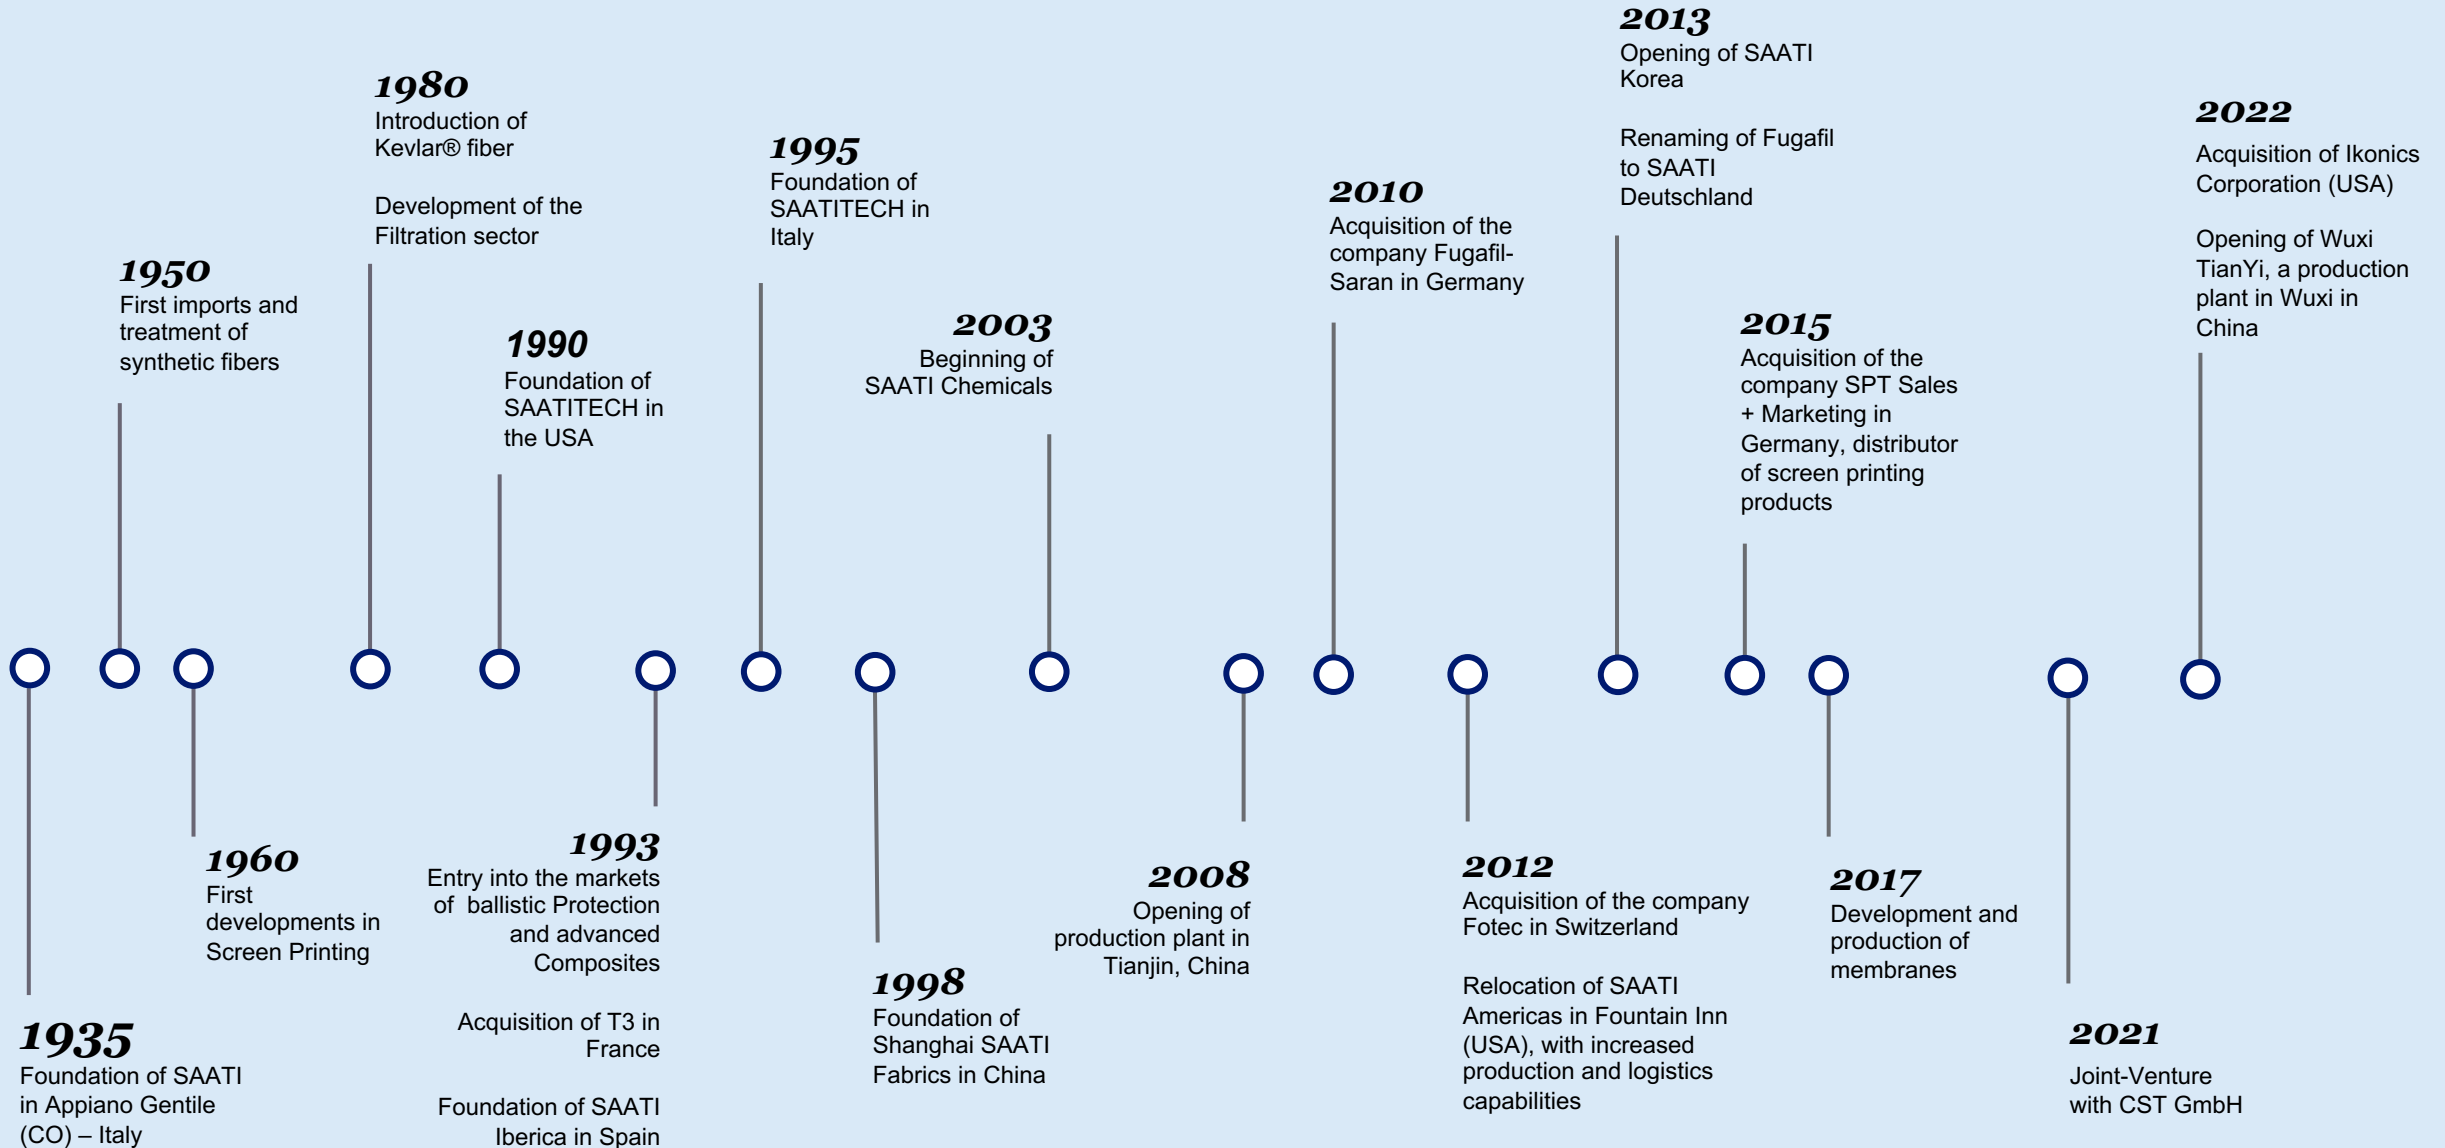 1935
Foundation of SAATI
in Appiano Gentile
(CO) – Italy
1950
First imports and
treatment of
synthetic fibers
1960
First
developments in
Screen Printing
1980
Introduction of
Kevlar® fiber
Development of the
Filtration sector
1990
Foundation of
SAATITECH in
the USA
1993
Entry into the markets
of ballistic Protection
and advanced
Composites
Acquisition of T3 in
France
Foundation of SAATI
Iberica in Spain
1995
Foundation of
SAATITECH in
Italy
1998
Foundation of
Shanghai SAATI
Fabrics in China
2003
Beginning of
SAATI Chemicals
2008
Opening of
production plant in
Tianjin, China
2010
Acquisition of the
company Fugafil-
Saran in Germany
2012
Acquisition of the company
Fotec in Switzerland
Relocation of SAATI
Americas in Fountain Inn
(USA), with increased
production and logistics
capabilities
2013
Opening of SAATI
Korea
Renaming of Fugafil
to SAATI
Deutschland
2015
Acquisition of the
company SPT Sales
+ Marketing in
Germany, distributor
of screen printing
products
2017
Development and
production of
membranes
2021
Joint-Venture
with CST GmbH
2022
Acquisition of Ikonics
Corporation (USA)
Opening of Wuxi
TianYi, a production
plant in Wuxi in
China